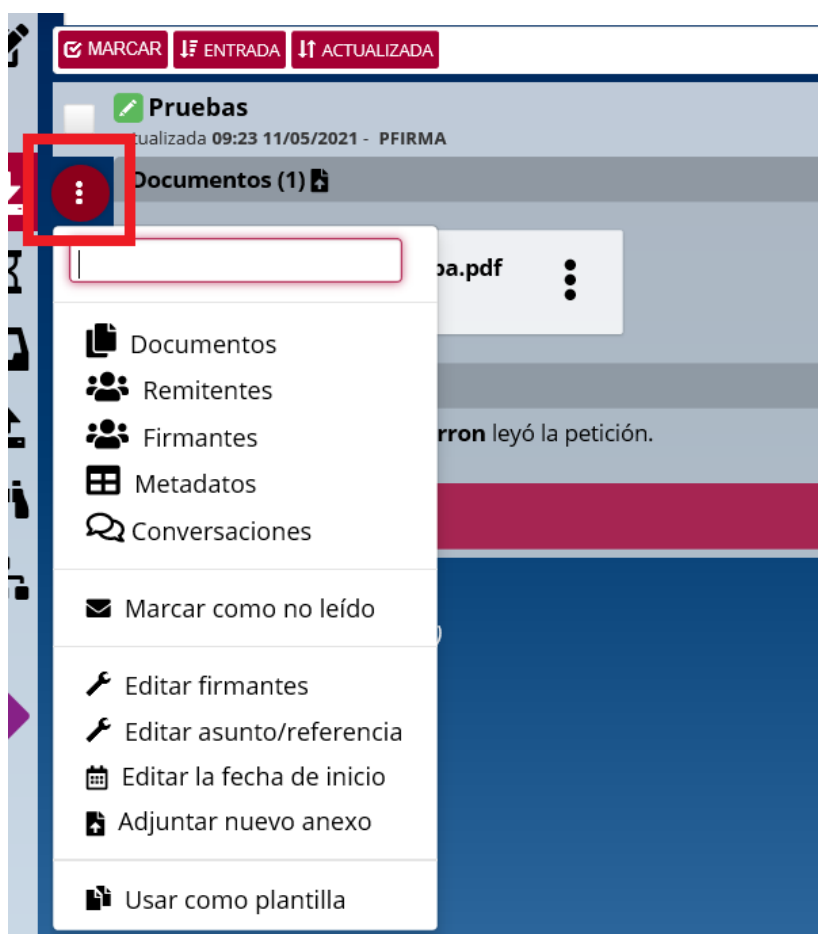 MARCAR ENTRADA ACTUALIZADA
Pruebas
tualizada 09:23 11/05/2021 - PFIRMA
Documentos (1)
ba.pdf
Documentos
Remitentes
Firmantes
rron leyó la petición.
Metadatos
Conversaciones
Marcar como no leído
Editar firmantes
Editar asunto/referencia
Editar la fecha de inicio
Adjuntar nuevo anexo
Usar como plantilla